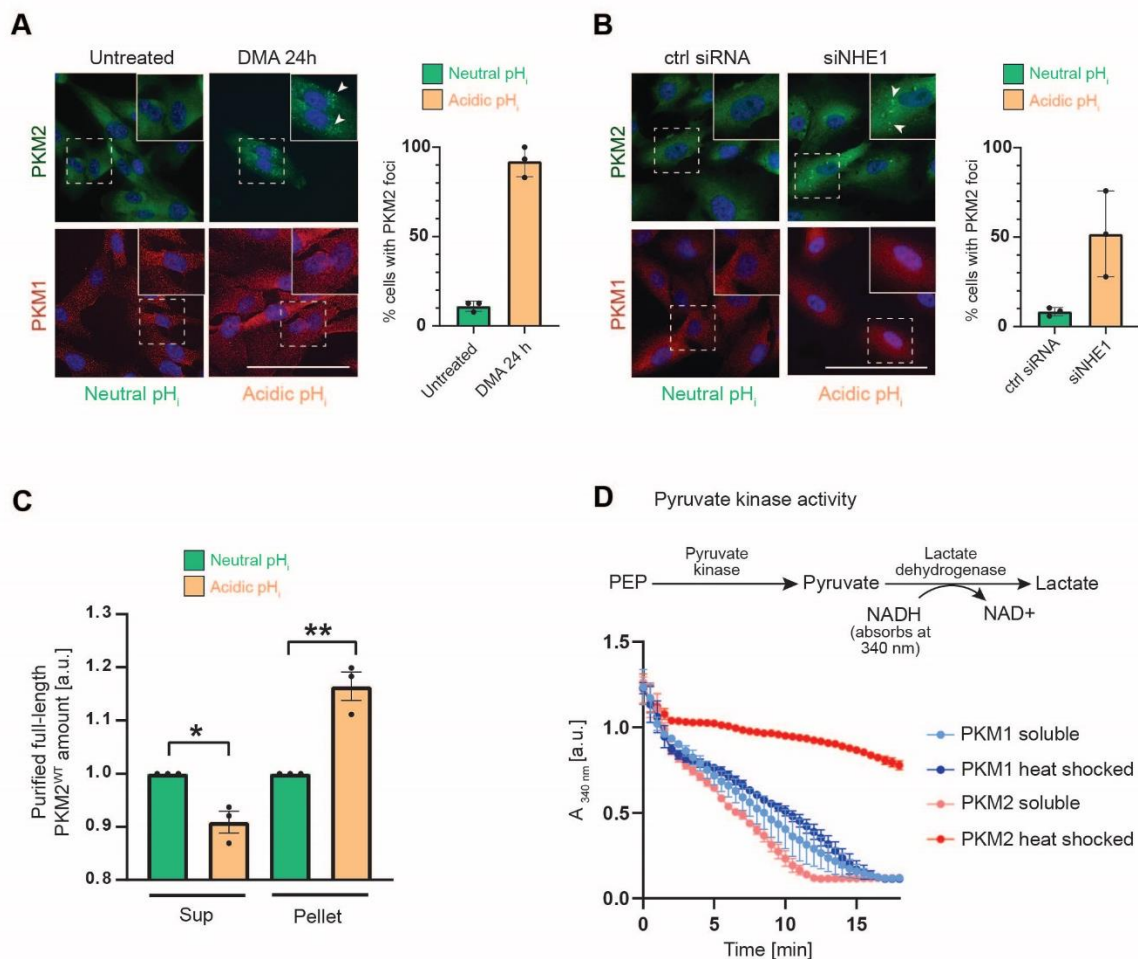 A
Untreated
DMA 24h
PKM2
PKM1
Neutral pHi
Acidic pHi
Neutral pHi
Acidic pHi
% cells with PKM2 foci
100
50
0
Untreated
DMA 24 h
B
ctrl siRNA
siNHE1
PKM2
PKM1
Neutral pHi
Acidic pHi
Neutral pHi
Acidic pHi
% cells with PKM2 foci
100
50
0
ctrl siRNA
siNHE1
C
Neutral pHi
Acidic pHi
Purified full-length
PKM2WT amount [a.u.]
1.3
1.2
1.1
1.0
0.9
0.8
*
**
Sup
Pellet
D
Pyruvate kinase activity
PEP
Pyruvate
kinase
Pyruvate
Lactate
dehydrogenase
Lactate
NADH
(absorbs at
340 nm)
NAD+
A 340 nm [a.u.]
1.5
1.0
0.5
0.0
0
5
10
15
Time [min]
PKM1 soluble
PKM1 heat shocked
PKM2 soluble
PKM2 heat shocked